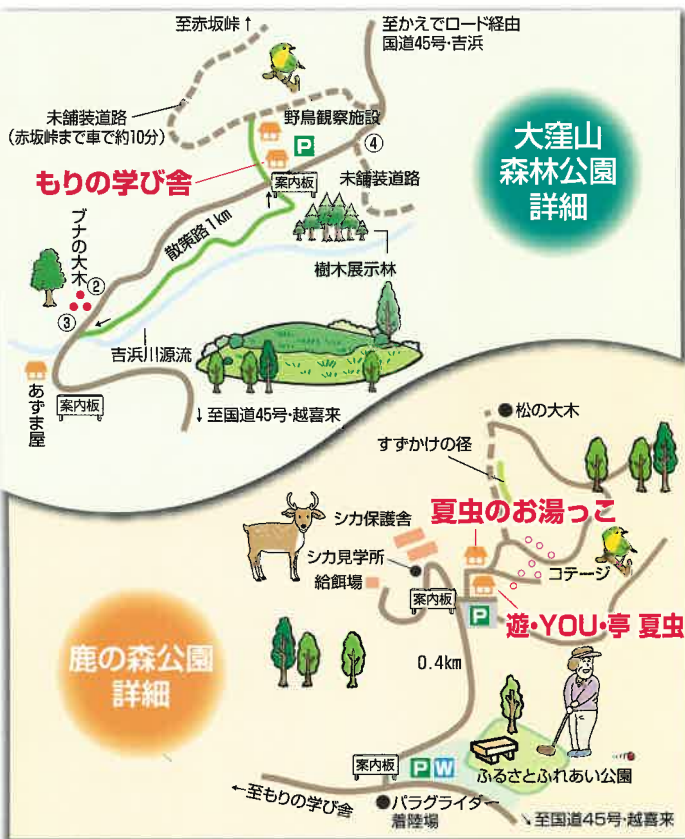 至赤坂峠↑
至かえでロード経由
国道45号・吉浜
未舗装道路
(赤坂峠まで車で約10分)
野鳥観察施設
P
④
もりの学び舎
案内板
未舗装道路
大窪山
森林公園
詳細
散策路1km
樹木展示林
ブナの大木
②
③
吉浜川源流
あずま屋
案内板
↓至国道45号・越喜来
松の大木
すずかけの径
夏虫のお湯っこ
シカ保護舎
シカ見学所
給餌場
コテージ
案内板
P
遊・YOU・亭 夏虫
鹿の森公園
詳細
0.4km
案内板
P W
ふるさとふれあい公園
←至もりの学び舎
パラグライダー
着陸場
↘至国道45号・越喜来